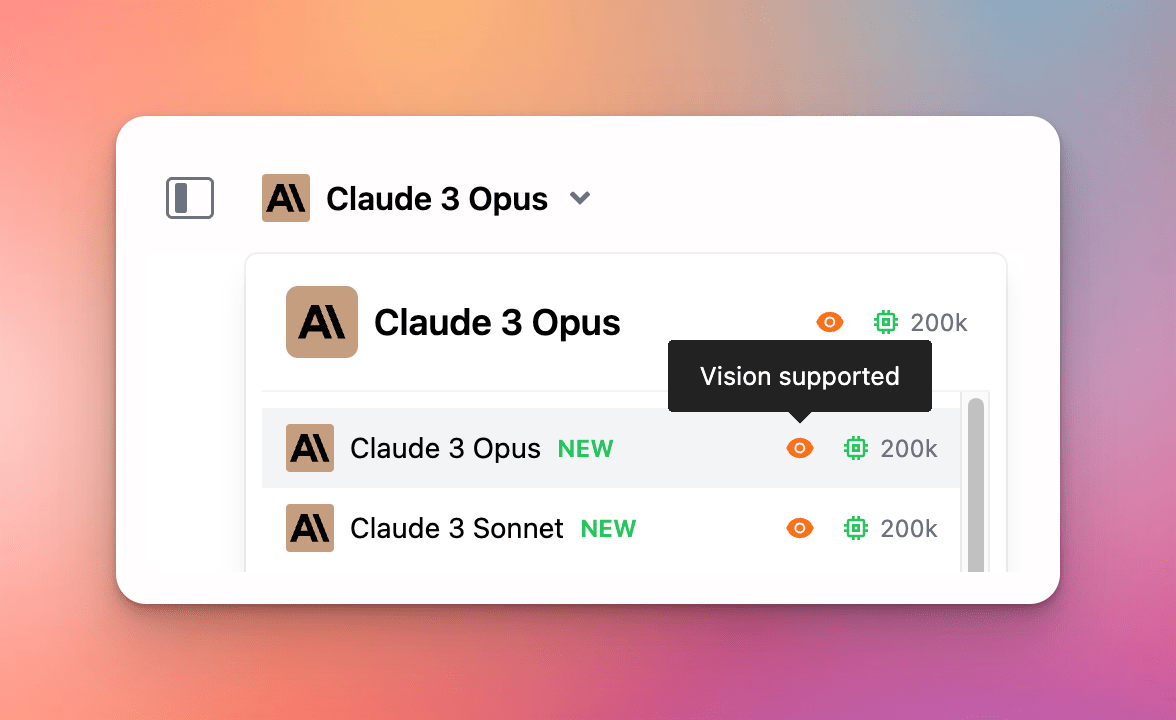 Claude 3 Opus
Claude 3 Opus 200k
Vision supported
Claude 3 Opus NEW 200k
Claude 3 Sonnet NEW 200k